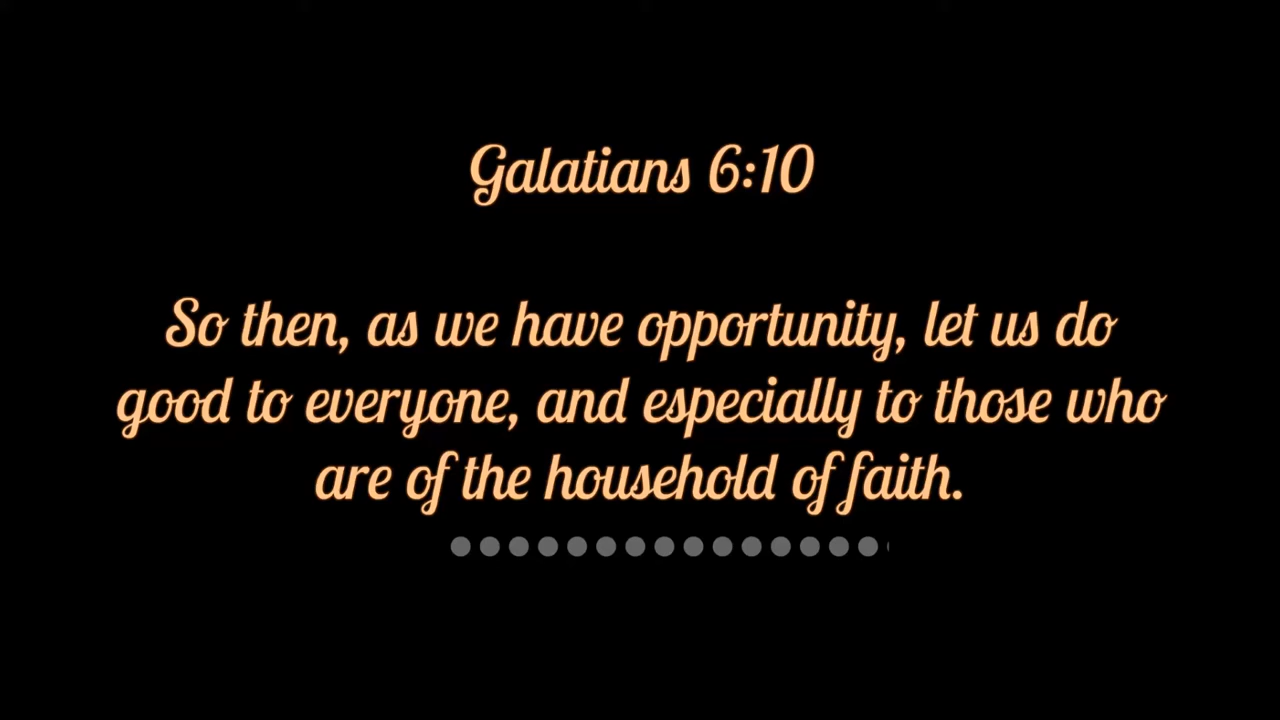 Galatians 6:10
So then, as we have opportunity, let us do
good to everyone, and especially to those who
are of the household of faith.